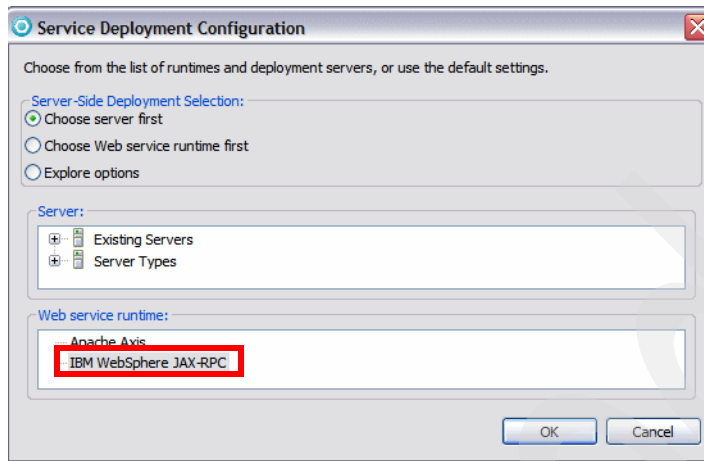 Service Deployment Configuration
Choose from the list of runtimes and deployment servers, or use the default settings.
Server-Side Deployment Selection:
Choose server first
Choose Web service runtime first
Explore options
Server:
Existing Servers
Server Types
Web service runtime:
Apache Axis
IBM WebSphere JAX-RPC
OK
Cancel